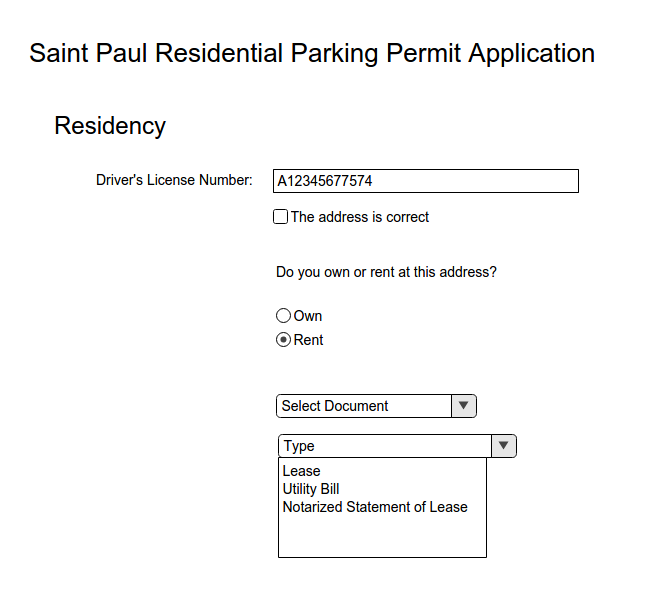 Saint Paul Residential Parking Permit Application
Residency
Driver's License Number: A12345677574
The address is correct
Do you own or rent at this address?
Own
Rent
Select Document
Type
Lease
Utility Bill
Notarized Statement of Lease